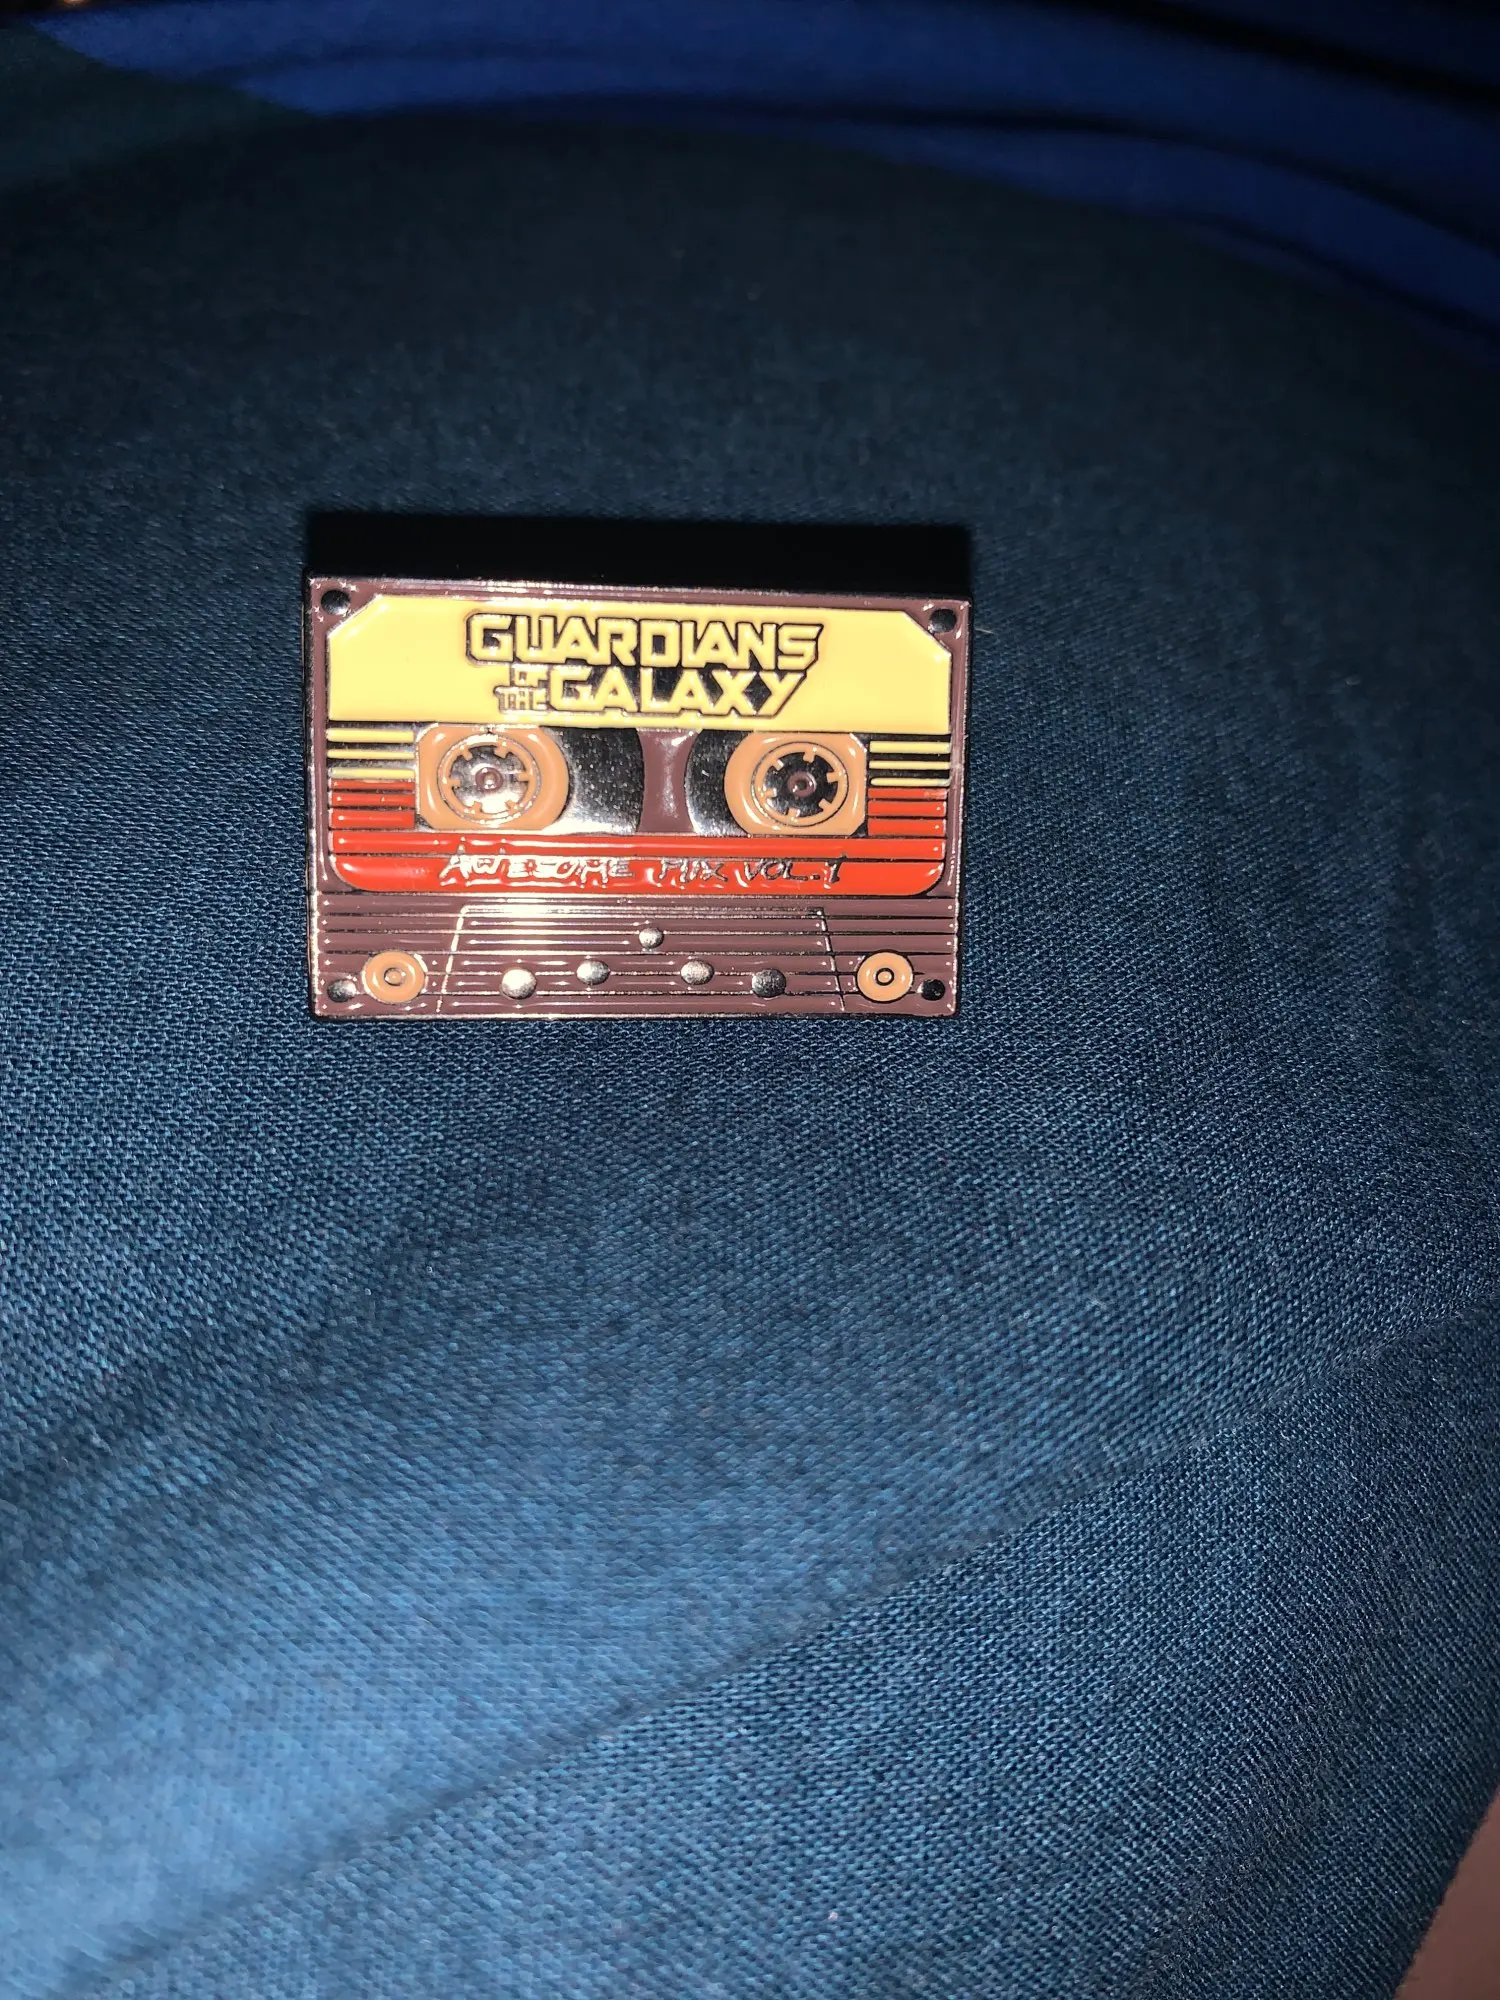 GUARDIANS
OF
THE GALAXY
AWESOME MIX VOL.1